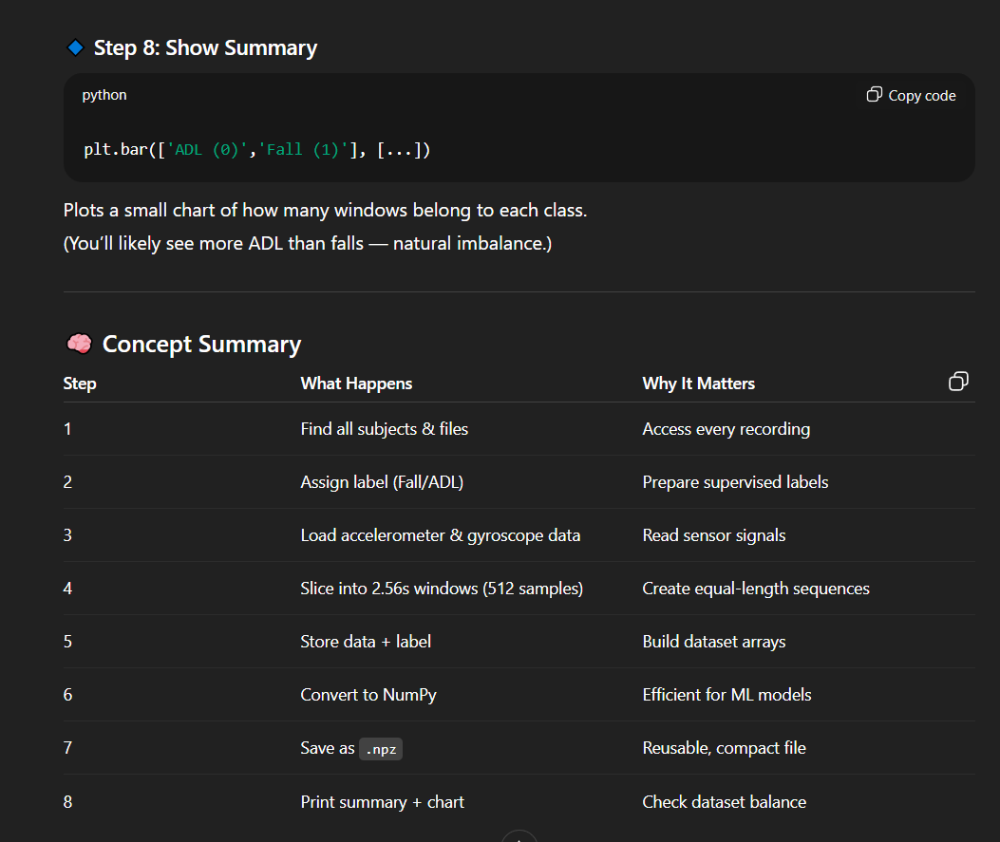 Step 8: Show Summary
python
Copy code
plt.bar(['ADL (0)','Fall (1)'], [...])
Plots a small chart of how many windows belong to each class.
(You’ll likely see more ADL than falls — natural imbalance.)
Concept Summary
Step What Happens Why It Matters
1 Find all subjects & files Access every recording
2 Assign label (Fall/ADL) Prepare supervised labels
3 Load accelerometer & gyroscope data Read sensor signals
4 Slice into 2.56s windows (512 samples) Create equal-length sequences
5 Store data + label Build dataset arrays
6 Convert to NumPy Efficient for ML models
7 Save as .npz Reusable, compact file
8 Print summary + chart Check dataset balance